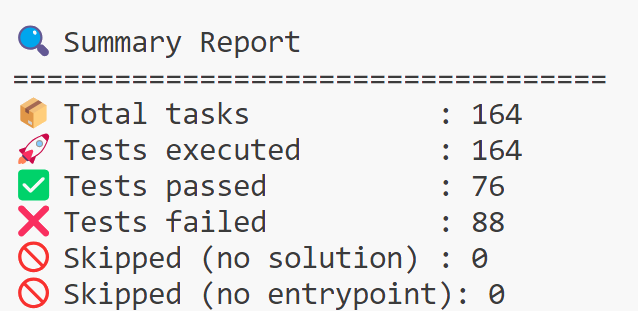 🔍 Summary Report
===================================
📦 Total tasks            : 164
🚀 Tests executed         : 164
✅ Tests passed           : 76
❌ Tests failed           : 88
🚫 Skipped (no solution) : 0
🚫 Skipped (no entrypoint): 0